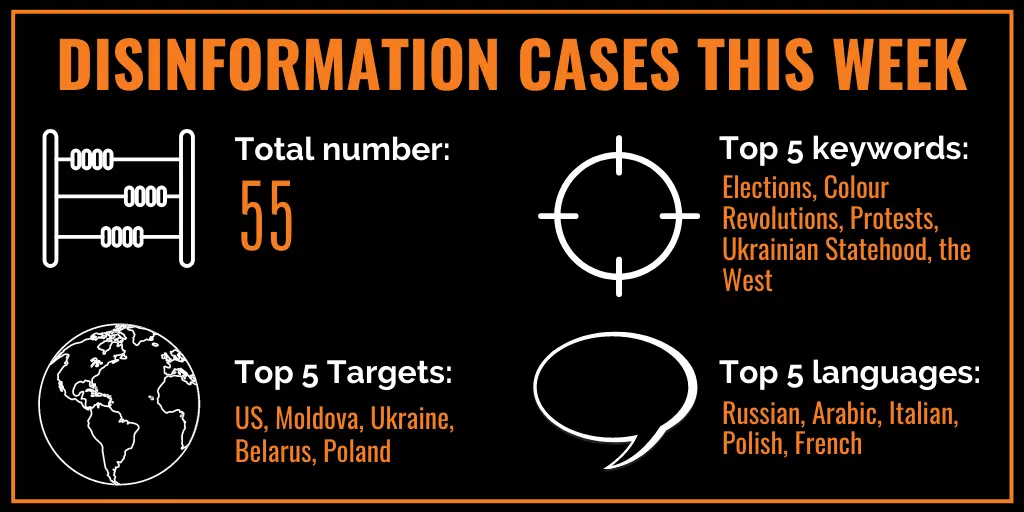 DISINFORMATION CASES THIS WEEK
Total number:
55
Top 5 keywords:
Elections, Colour
Revolutions, Protests,
Ukrainian Statehood, the
West
Top 5 Targets:
US, Moldova, Ukraine,
Belarus, Poland
Top 5 languages:
Russian, Arabic, Italian,
Polish, French